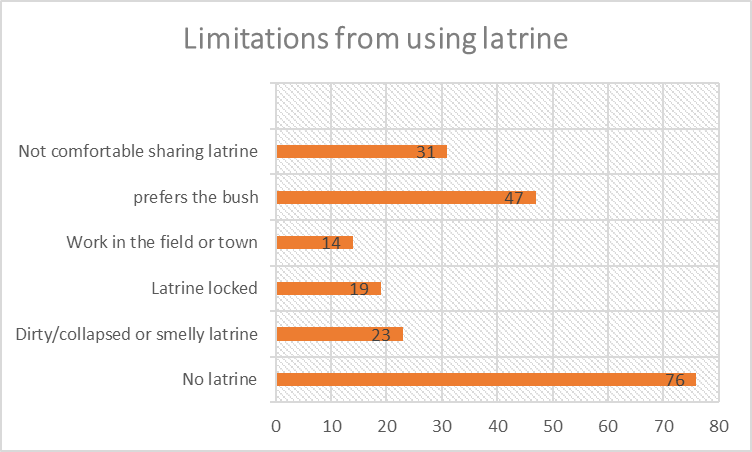 Limitations from using latrine
Not comfortable sharing latrine 31
prefers the bush 47
Work in the field or town 14
Latrine locked 19
Dirty/collapsed or smelly latrine 23
No latrine 76
0 10 20 30 40 50 60 70 80